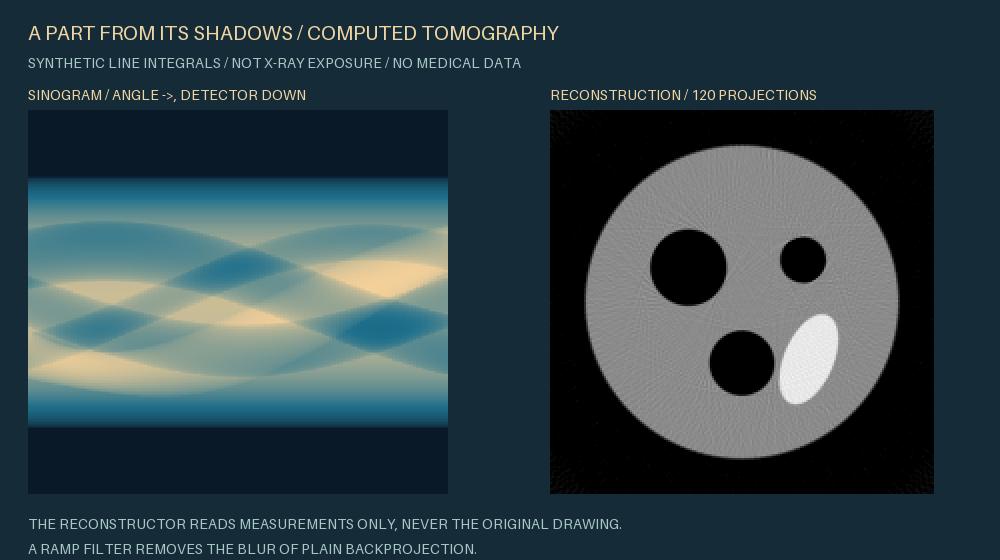 A PART FROM ITS SHADOWS / COMPUTED TOMOGRAPHY
SYNTHETIC LINE INTEGRALS / NOT X-RAY EXPOSURE / NO MEDICAL DATA
SINOGRAM / ANGLE ->, DETECTOR DOWN
RECONSTRUCTION / 120 PROJECTIONS
THE RECONSTRUCTOR READS MEASUREMENTS ONLY, NEVER THE ORIGINAL DRAWING.
A RAMP FILTER REMOVES THE BLUR OF PLAIN BACKPROJECTION.